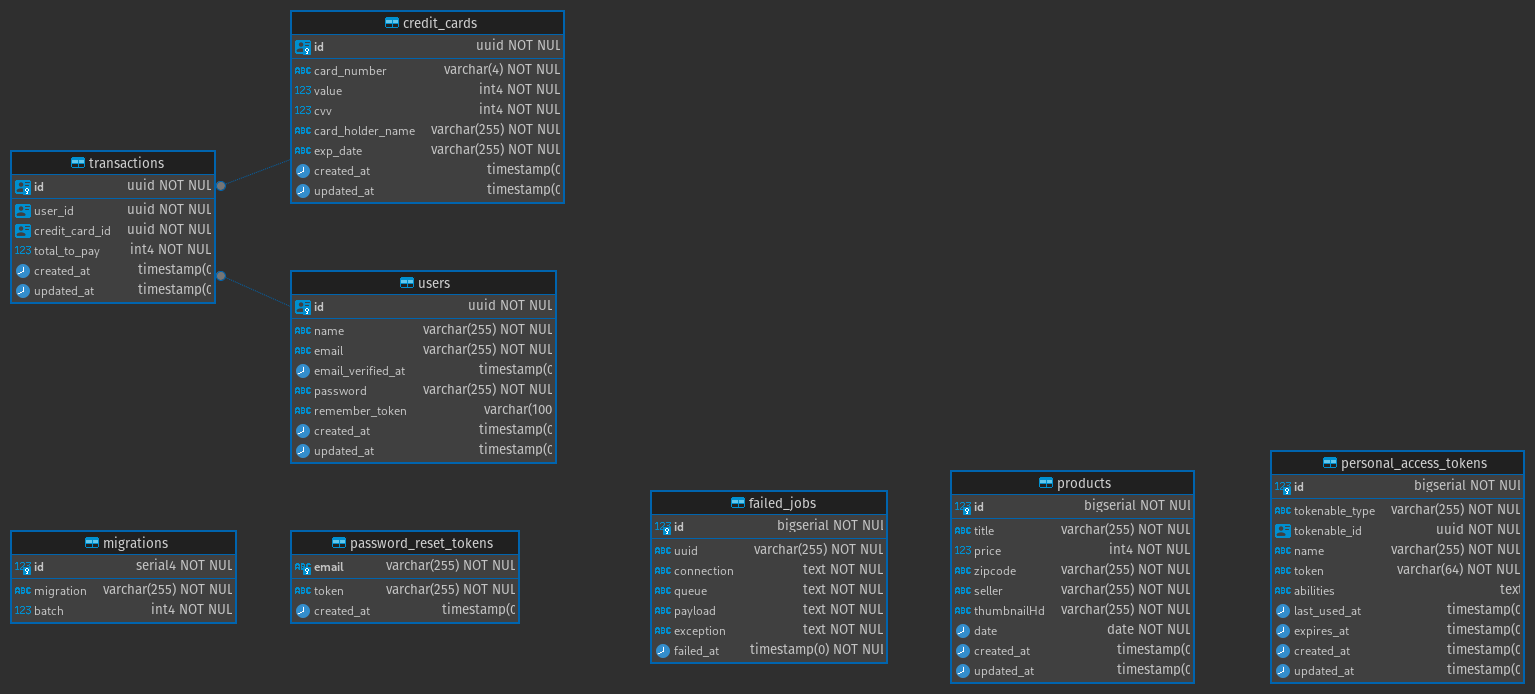 credit_cards
id uuid NOT NUL
card_number varchar(4) NOT NUL
value int4 NOT NUL
cvv int4 NOT NUL
card_holder_name varchar(255) NOT NUL
exp_date varchar(255) NOT NUL
created_at timestamp(0
updated_at timestamp(0
transactions
id uuid NOT NUL
user_id uuid NOT NUL
credit_card_id uuid NOT NUL
total_to_pay int4 NOT NUL
created_at timestamp(0
updated_at timestamp(0
users
id uuid NOT NUL
name varchar(255) NOT NUL
email varchar(255) NOT NUL
email_verified_at timestamp(0
password varchar(255) NOT NUL
remember_token varchar(100
created_at timestamp(0
updated_at timestamp(0
migrations
id serial4 NOT NUL
migration varchar(255) NOT NUL
batch int4 NOT NUL
password_reset_tokens
email varchar(255) NOT NUL
token varchar(255) NOT NUL
created_at timestamp(0
failed_jobs
id bigserial NOT NUL
uuid varchar(255) NOT NUL
connection text NOT NUL
queue text NOT NUL
payload text NOT NUL
exception text NOT NUL
failed_at timestamp(0) NOT NUL
products
id bigserial NOT NUL
title varchar(255) NOT NUL
price int4 NOT NUL
zipcode varchar(255) NOT NUL
seller varchar(255) NOT NUL
thumbnailHd varchar(255) NOT NUL
date date NOT NUL
created_at timestamp(0
updated_at timestamp(0
personal_access_tokens
id bigserial NOT NUL
tokenable_type varchar(255) NOT NUL
tokenable_id uuid NOT NUL
name varchar(255) NOT NUL
token varchar(64) NOT NUL
abilities text
last_used_at timestamp(0
expires_at timestamp(0
created_at timestamp(0
updated_at timestamp(0